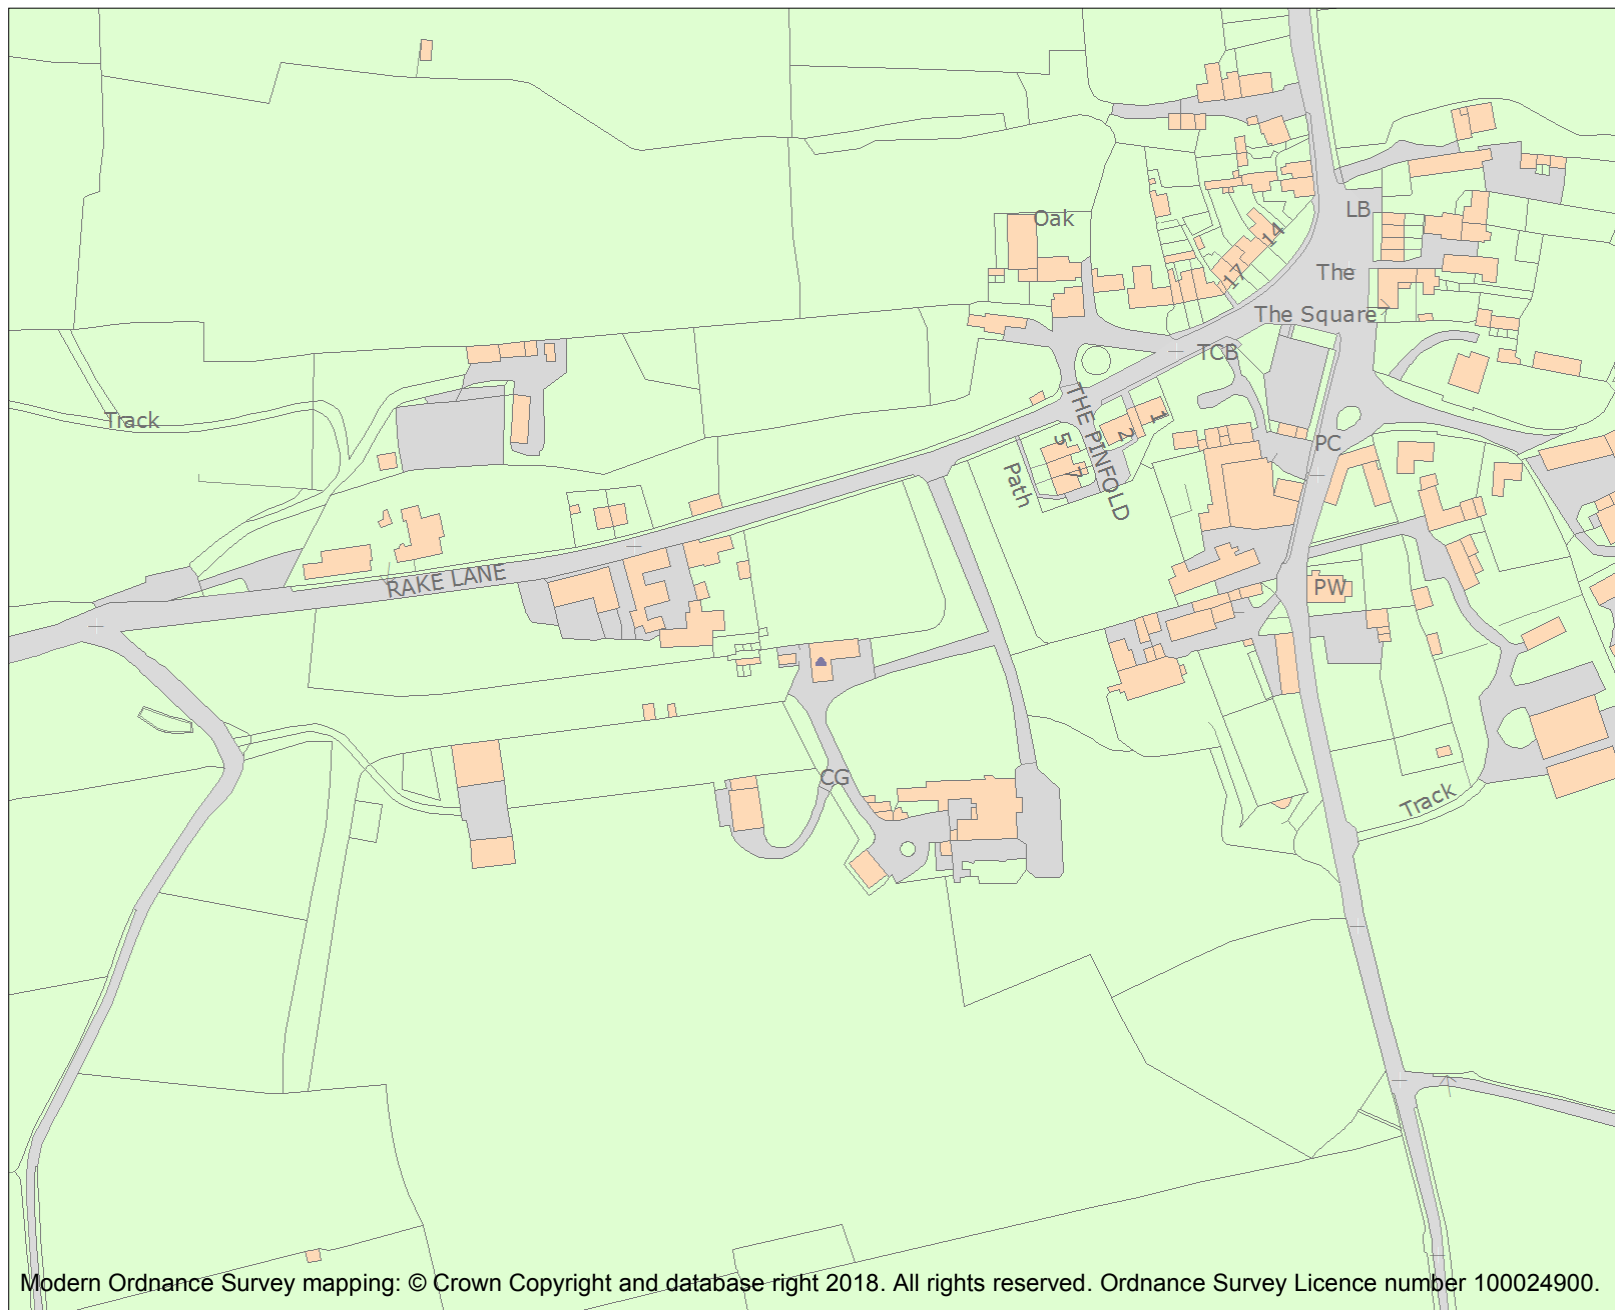 Oak
LB
14
17
The
The Square
TCB
Track
THE PINFOLD
1
2
5
7
PC
Path
RAKE LANE
PW
CG
Track
Modern Ordnance Survey mapping: © Crown Copyright and database right 2018. All rights reserved. Ordnance Survey Licence number 100024900.